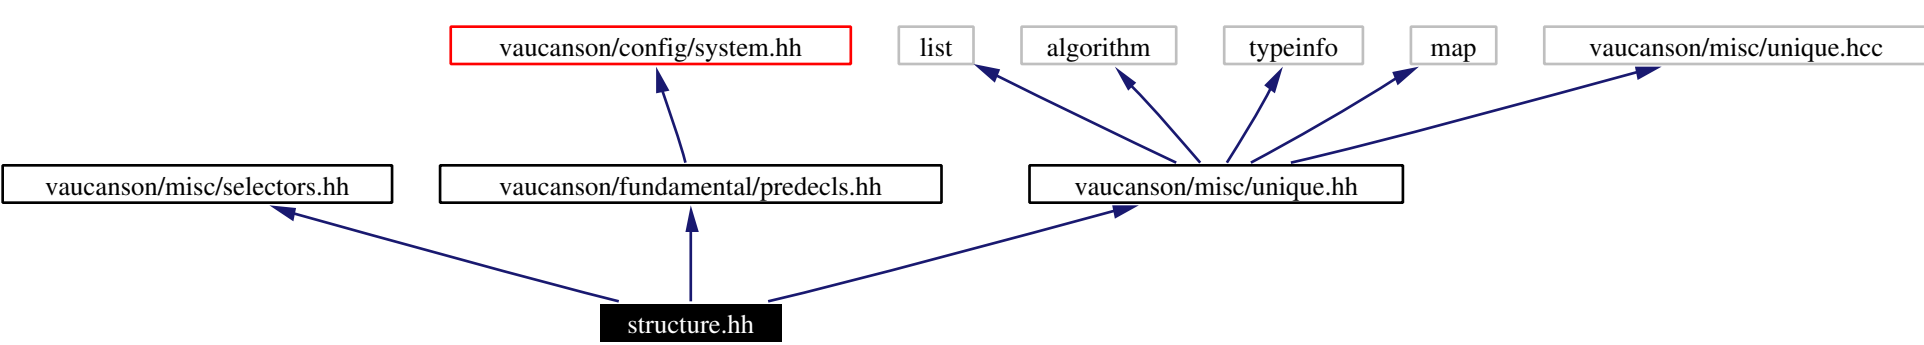 vaucanson/config/system.hh
list
algorithm
typeinfo
map
vaucanson/misc/unique.hcc
vaucanson/misc/selectors.hh
vaucanson/fundamental/predecls.hh
vaucanson/misc/unique.hh
structure.hh